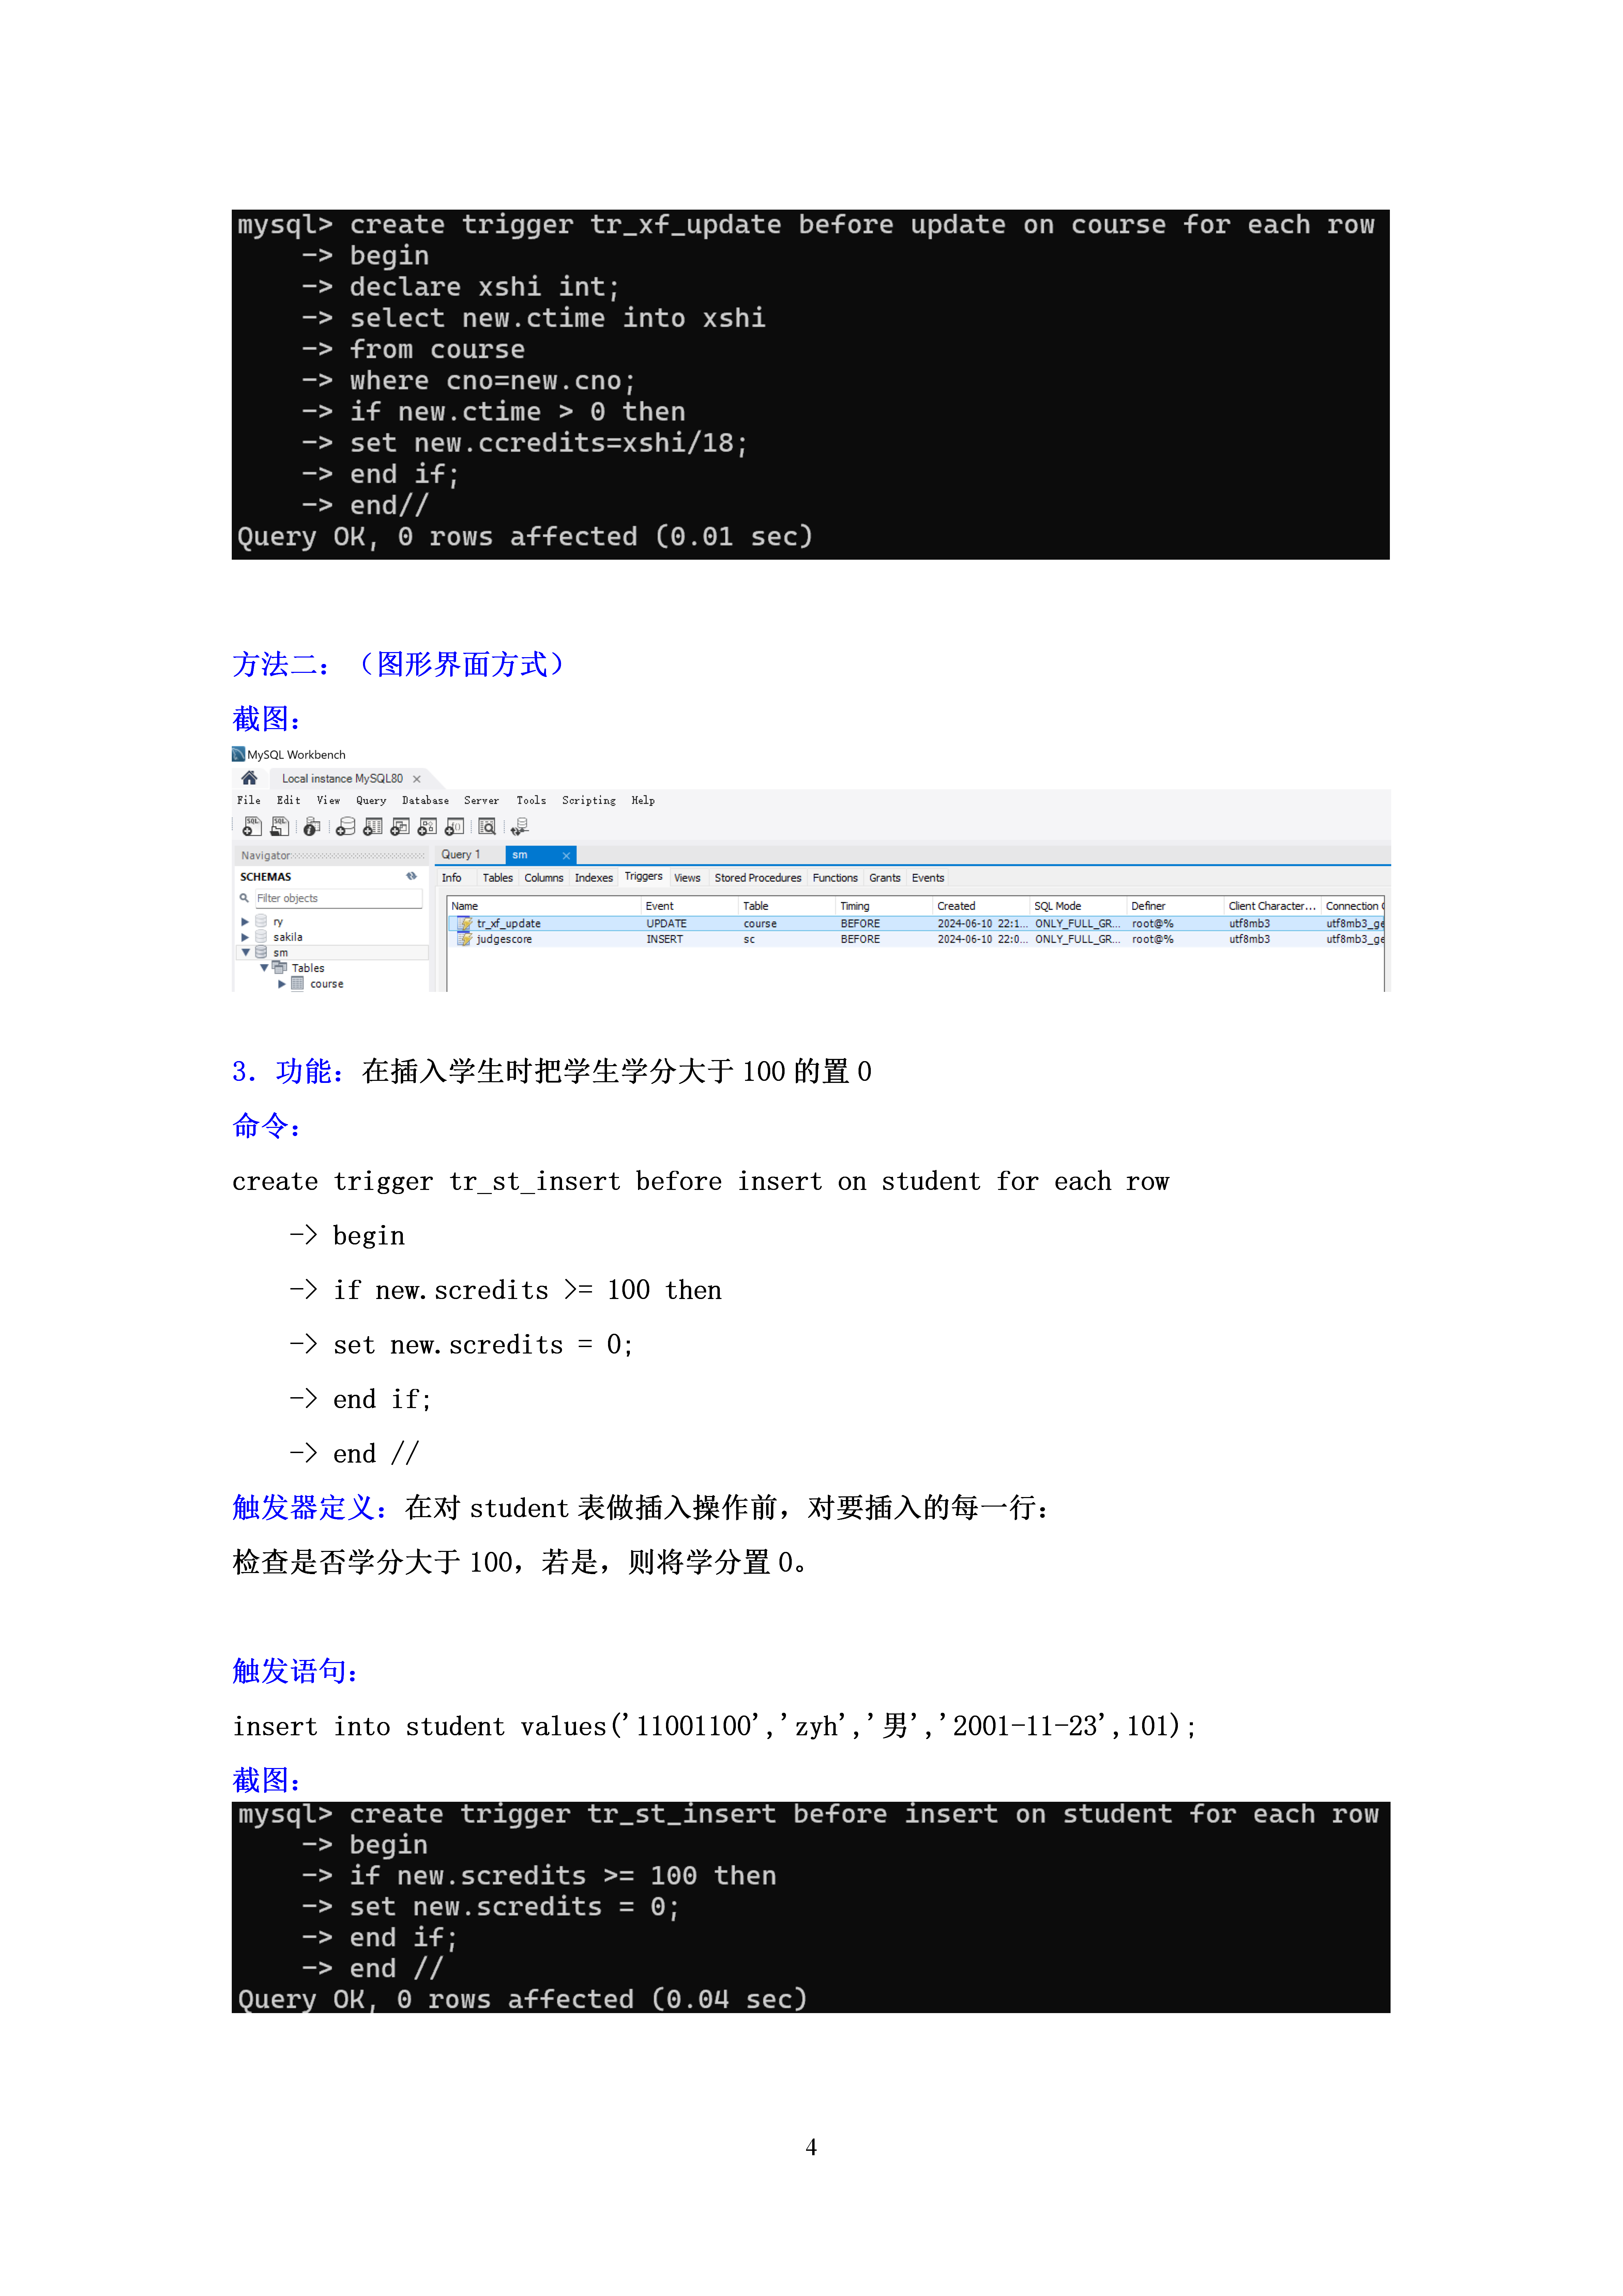 mysql> create trigger tr_xf_update before update on course for each row
-> begin
-> declare xshi int;
-> select new.ctime into xshi
-> from course
-> where cno=new.cno;
-> if new.ctime > 0 then
-> set new.ccredits=xshi/18;
-> end if;
-> end//
Query OK, 0 rows affected (0.01 sec)
方法二：（图形界面方式）
截图：
MySQL Workbench
Local instance MySQL80
File Edit View Query Database Server Tools Scripting Help
Navigator
Query 1 sm
SCHEMAS
Info Tables Columns Indexes Triggers Views Stored Procedures Functions Grants Events
Filter objects
Name Event Table Timing Created SQL Mode Definer Client Character... Connection C
ry
tr_xf_update UPDATE course BEFORE 2024-06-10 22:1... ONLY_FULL_GR... root@% utf8mb3 utf8mb3_ge
sakila
judgescore INSERT sc BEFORE 2024-06-10 22:0... ONLY_FULL_GR... root@% utf8mb3 utf8mb3_ge
sm
Tables
course
3. 功能：在插入学生时把学生学分大于 100 的置 0
命令：
create trigger tr_st_insert before insert on student for each row
-> begin
-> if new.scredits >= 100 then
-> set new.scredits = 0;
-> end if;
-> end //
触发器定义：在对 student 表做插入操作前，对要插入的每一行：
检查是否学分大于 100，若是，则将学分置 0。
触发语句：
insert into student values('11001100','zyh','男','2001-11-23',101);
截图：
mysql> create trigger tr_st_insert before insert on student for each row
-> begin
-> if new.scredits >= 100 then
-> set new.scredits = 0;
-> end if;
-> end //
Query OK, 0 rows affected (0.04 sec)
4